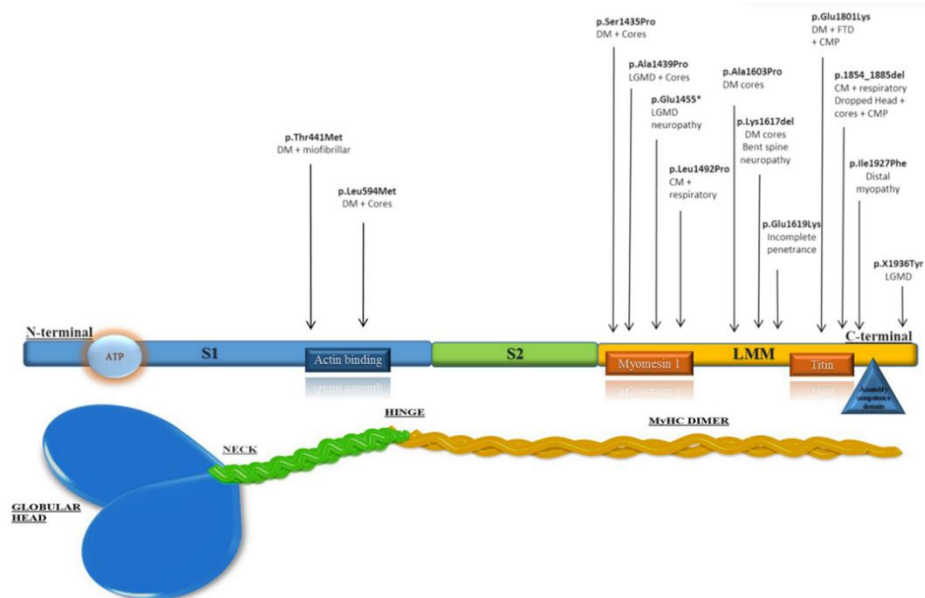 p.Ser1435Pro
DM + Cores
p.Glu1801Lys
DM + FTD
+ CMP
p.Ala1439Pro
LGMD + Cores
p.Ala1603Pro
DM cores
p.1854_1885del
CM + respiratory
Dropped Head +
cores + CMP
p.Glu1455*
LGMD
neuropathy
p.Lys1617del
DM cores
Bent spine
neuropathy
p.Thr441Met
DM + miofibrillar
p.Leu1492Pro
CM +
respiratory
p.Ile1927Phe
Distal
myopathy
p.Leu594Met
DM + Cores
p.Glu1619Lys
Incomplete
penetrance
p.X1936Tyr
LGMD
N-terminal
C-terminal
ATP
S1
Actin binding
S2
Myomesin 1
LMM
Titin
Assembly
competence
domain
HINGE
MyHC DIMER
NECK
GLOBULAR
HEAD